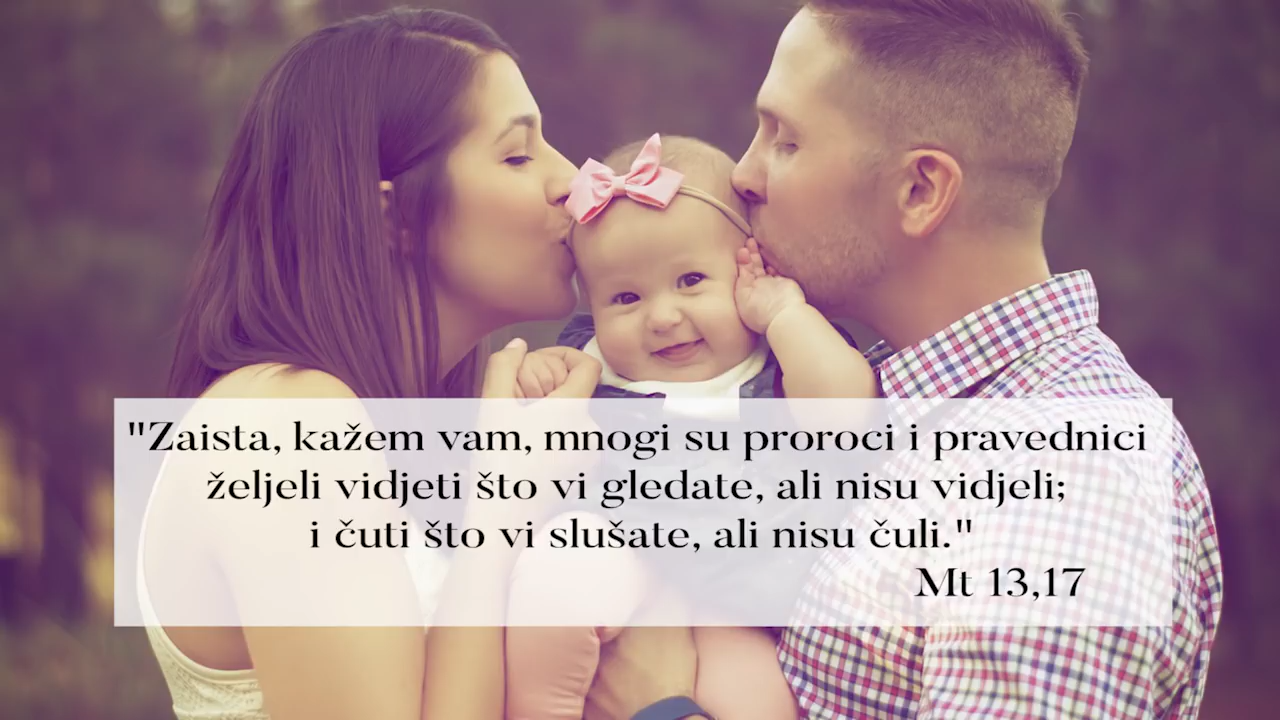 "Zaista, kažem vam, mnogi su proroci i pravednici
željeli vidjeti što vi gledate, ali nisu vidjeli;
i čuti što vi slušate, ali nisu čuli."
Mt 13,17